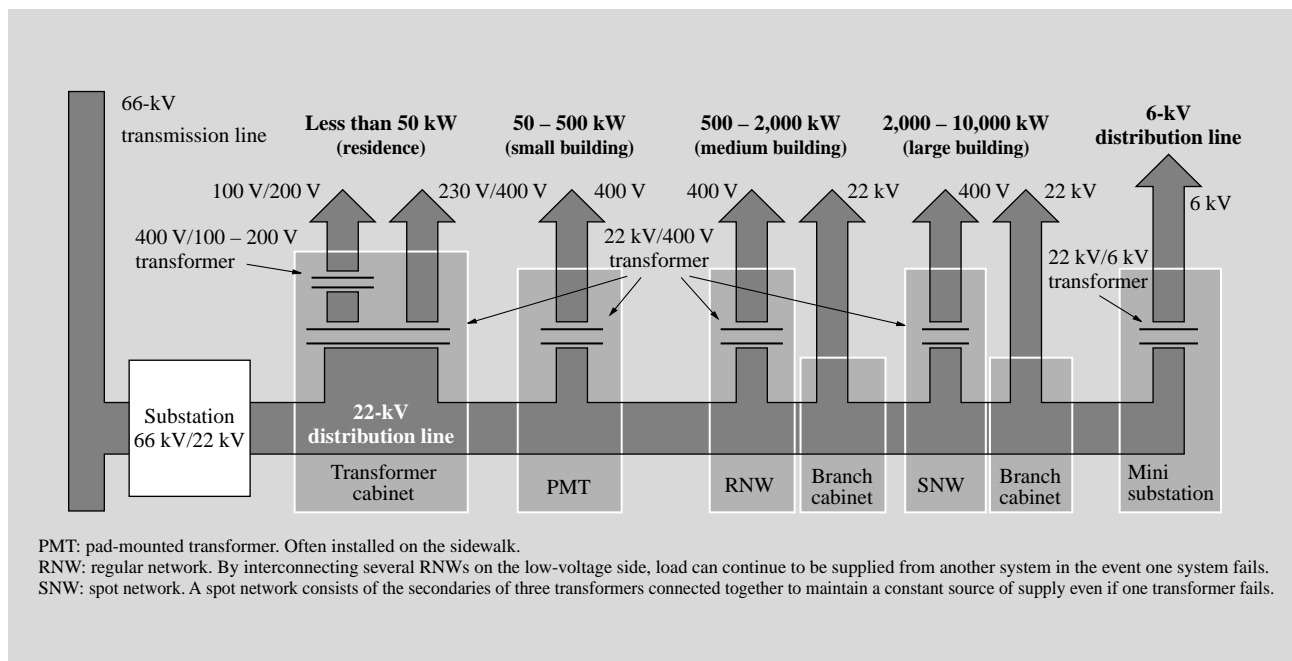 66-kV
transmission line
Less than 50 kW
(residence)
50 – 500 kW
(small building)
500 – 2,000 kW
(medium building)
2,000 – 10,000 kW
(large building)
6-kV
distribution line
100 V/200 V
230 V/400 V
400 V
400 V
22 kV
400 V
22 kV
6 kV
400 V/100 – 200 V
transformer
22 kV/400 V
transformer
22 kV/6 kV
transformer
Substation
66 kV/22 kV
22-kV
distribution line
Transformer
cabinet
PMT
RNW
Branch
cabinet
SNW
Branch
cabinet
Mini
substation
PMT: pad-mounted transformer. Often installed on the sidewalk.
RNW: regular network. By interconnecting several RNWs on the low-voltage side, load can continue to be supplied from another system in the event one system fails.
SNW: spot network. A spot network consists of the secondaries of three transformers connected together to maintain a constant source of supply even if one transformer fails.